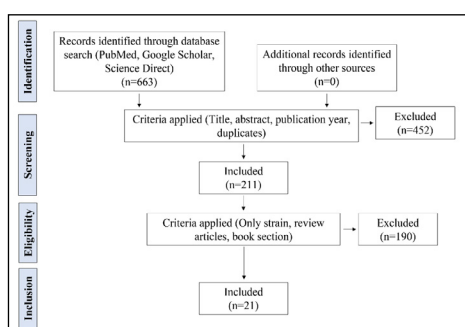 Identification
Records identified through database
search (PubMed, Google Scholar,
Science Direct)
(n=663)
Additional records identified
through other sources
(n=0)
Screening
Criteria applied (Title, abstract, publication year,
duplicates)
Excluded
(n=452)
Included
(n=211)
Eligibility
Criteria applied (Only strain, review
articles, book section)
Excluded
(n=190)
Inclusion
Included
(n=21)